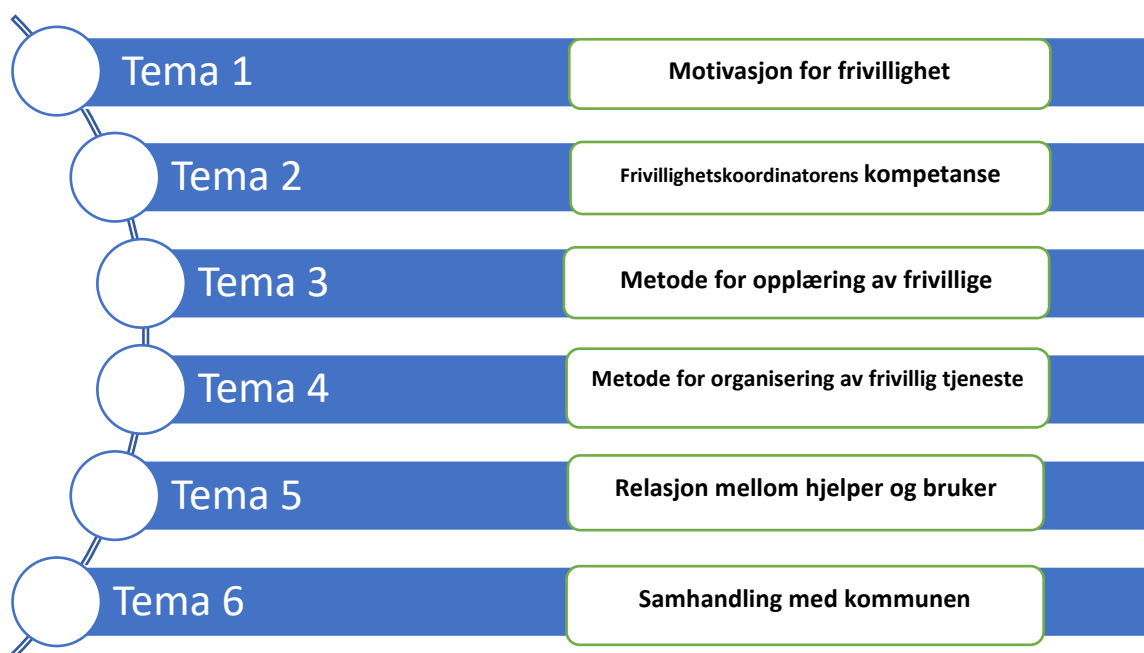 Tema 1
Motivasjon for frivillighet
Tema 2
Frivillighetskoordinatorens kompetanse
Tema 3
Metode for opplæring av frivillige
Tema 4
Metode for organisering av frivillig tjeneste
Tema 5
Relasjon mellom hjelper og bruker
Tema 6
Samhandling med kommunen